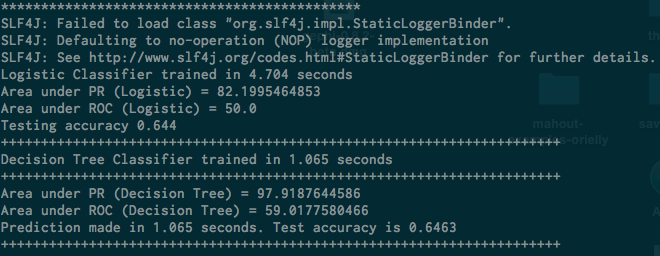 *********************************************
SLF4J: Failed to load class "org.slf4j.impl.StaticLoggerBinder".
SLF4J: Defaulting to no-operation (NOP) logger implementation
SLF4J: See http://www.slf4j.org/codes.html#StaticLoggerBinder for further details.
Logistic Classifier trained in 4.704 seconds
Area under PR (Logistic) = 82.1995464853
Area under ROC (Logistic) = 50.0
Testing accuracy 0.644
++++++++++++++++++++++++++++++++++++++++++++++++++++++++++++++++++++++
Decision Tree Classifier trained in 1.065 seconds
++++++++++++++++++++++++++++++++++++++++++++++++++++++++++++++++++++++
Area under PR (Decision Tree) = 97.9187644586
Area under ROC (Decision Tree) = 59.0177580466
Prediction made in 1.065 seconds. Test accuracy is 0.6463
++++++++++++++++++++++++++++++++++++++++++++++++++++++++++++++++++++++
mahout-